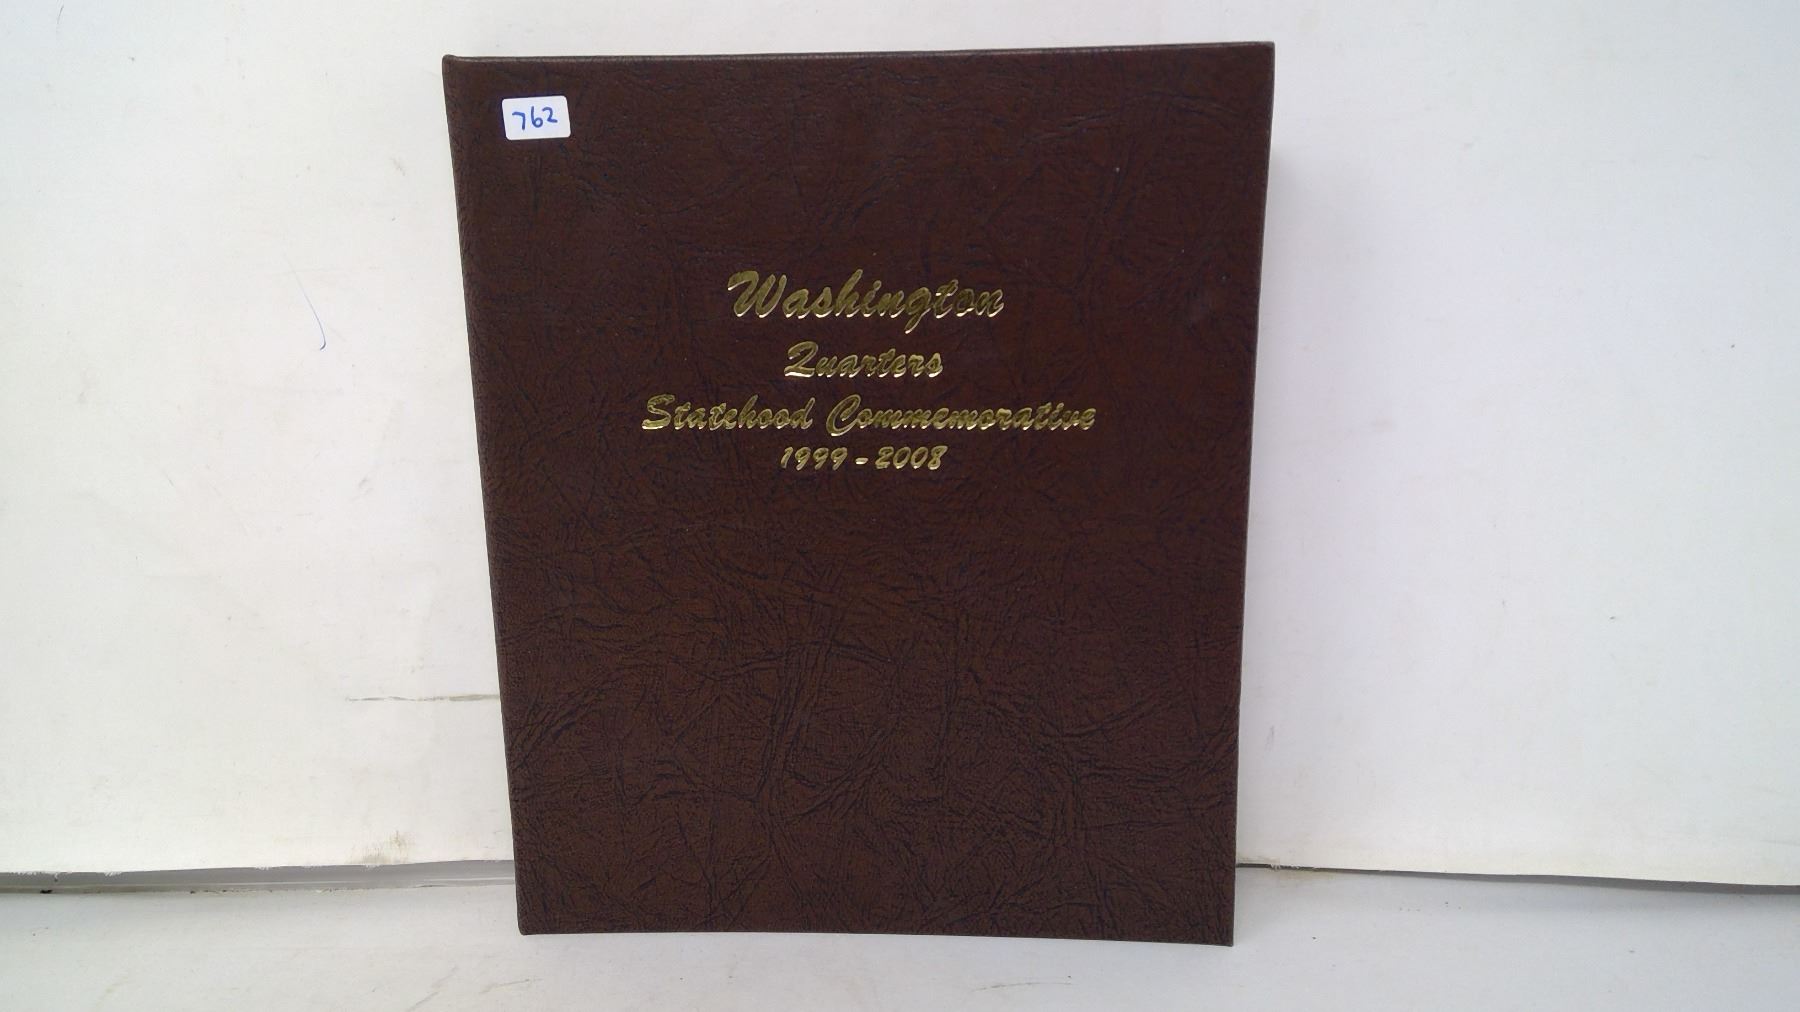 762
Washington
Quarters
Statehood Commemorative
1999-2008